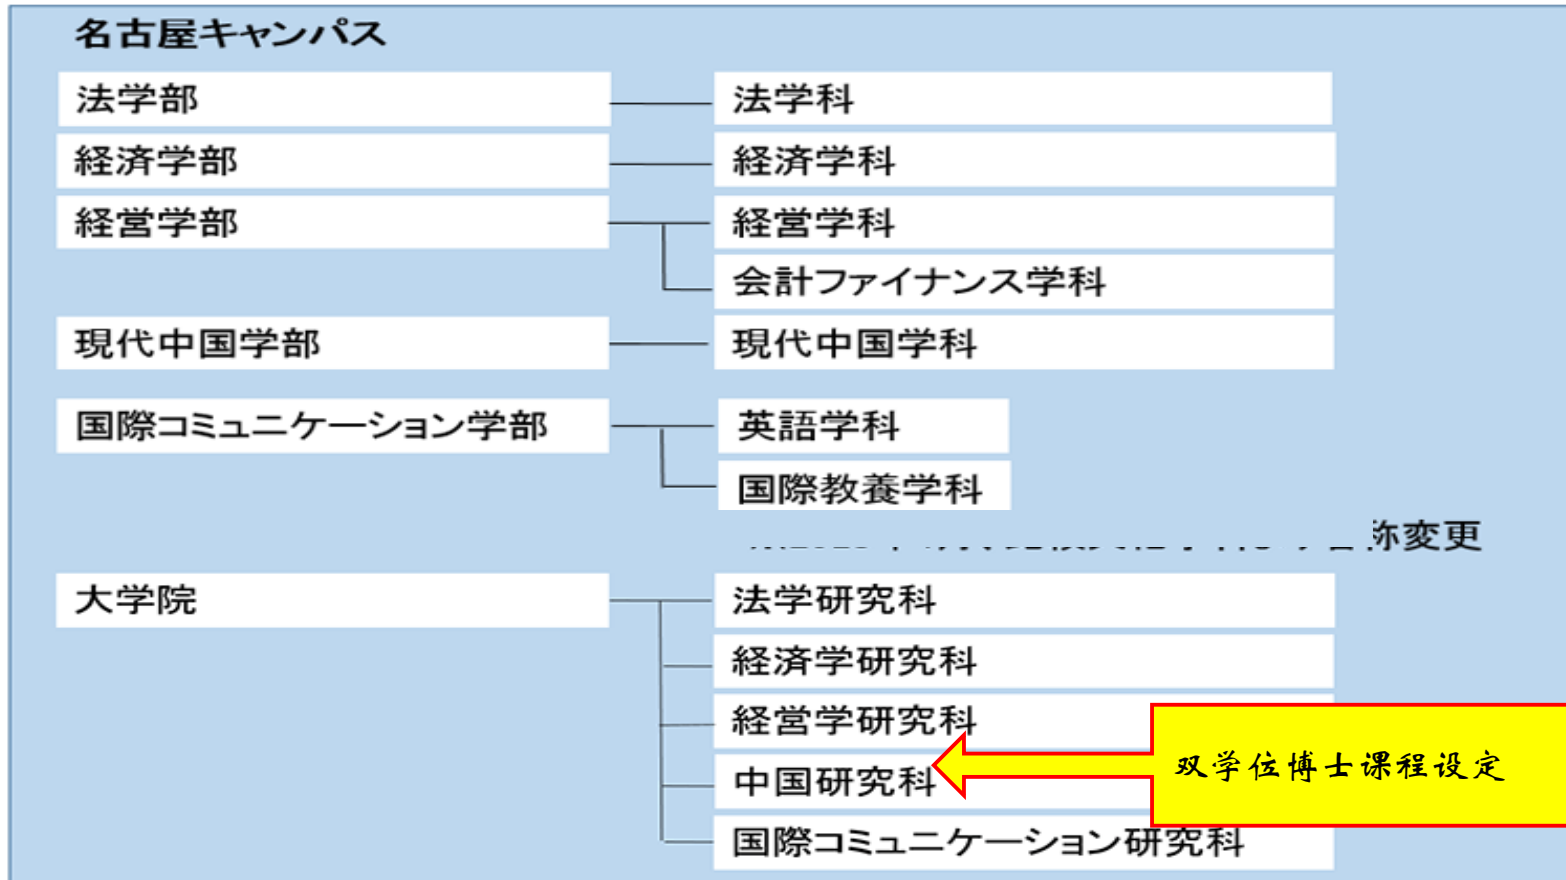 名古屋キャンパス
法学部 法学科
経済学部 経済学科
経営学部 経営学科
会計ファイナンス学科
現代中国学部 現代中国学科
国際コミュニケーション学部 英語学科
国際教養学科
称変更
大学院 法学研究科
経済学研究科
経営学研究科
中国研究科 双学位博士课程设定
国際コミュニケーション研究科